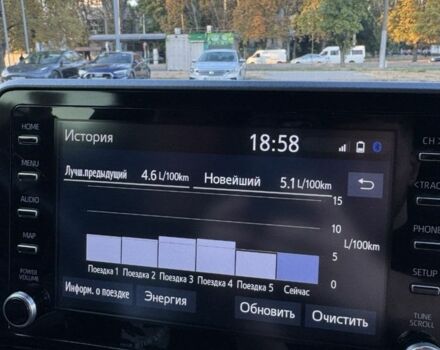 История
18:58
Лучш.предыдущий 4.6 L/100km Новейший 5.1 L/100km
15
10
L/100km
5
0
Поездка 1 Поездка 2 Поездка 3 Поездка 4 Поездка 5 Сейчас
Информ. о поездке Энергия Обновить Очистить
HOME
MENU
AUDIO
MAP
POWER
VOLUME
CH >
< TRAC
PHONE
SETUP
TUNE
SCROLL